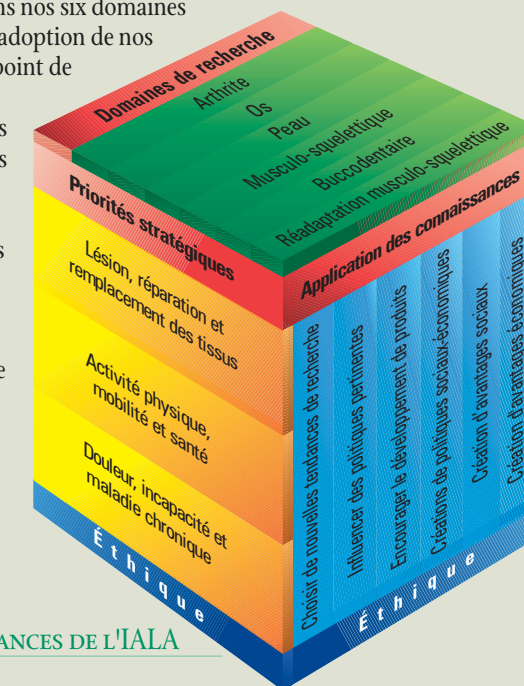 ns nos six domaines
adoption de nos
point de
s
s
s
e
Domaines de recherche
Arthrite
Os
Peau
Musculo-squelettique
Buccodentaire
Réadaptation musculo-squelettique
Priorités stratégiques
Lésion, réparation et
remplacement des tissus
Activité physique,
mobilité et santé
Douleur, incapacité et
maladie chronique
Éthique
Application des connaissances
Choisir de nouvelles tendances de recherche
Influencer des politiques perinentes
Encourager le développement de produits
Créations de politiques sociaux-économiques
Création d'avantages sociaux
Création d'avantages économiques
Éthique
ANCES DE L'IALA